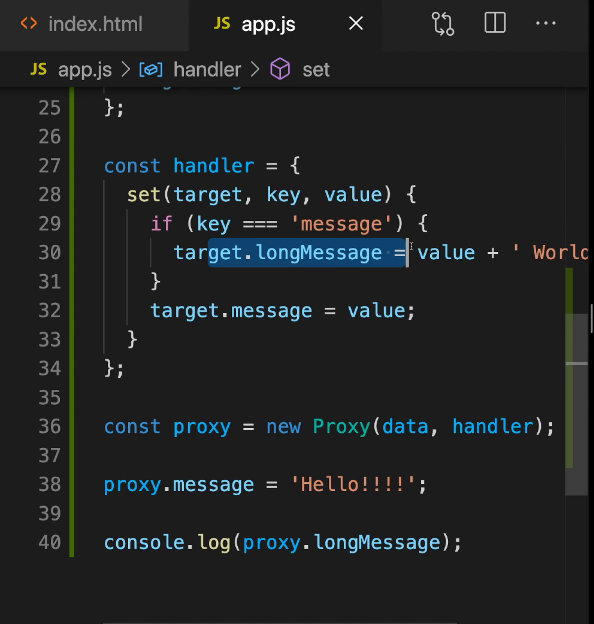 index.html
JS app.js
JS app.js > handler > set
25 };
26
27 const handler = {
28 set(target, key, value) {
29 if (key === 'message') {
30 target.longMessage = value + ' World
31 }
32 target.message = value;
33 }
34 };
35
36 const proxy = new Proxy(data, handler);
37
38 proxy.message = 'Hello!!!!';
39
40 console.log(proxy.longMessage);